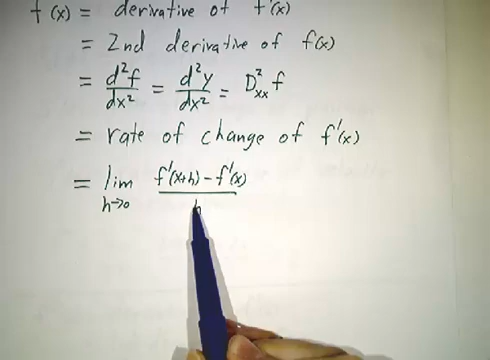 f''(x) = derivative of f'(x)
= 2nd derivative of f(x)
= d²f/dx² = d²y/dx² = D²ₓₓ f
= rate of change of f'(x)
= lim h→0 f'(x+h) - f'(x) / h